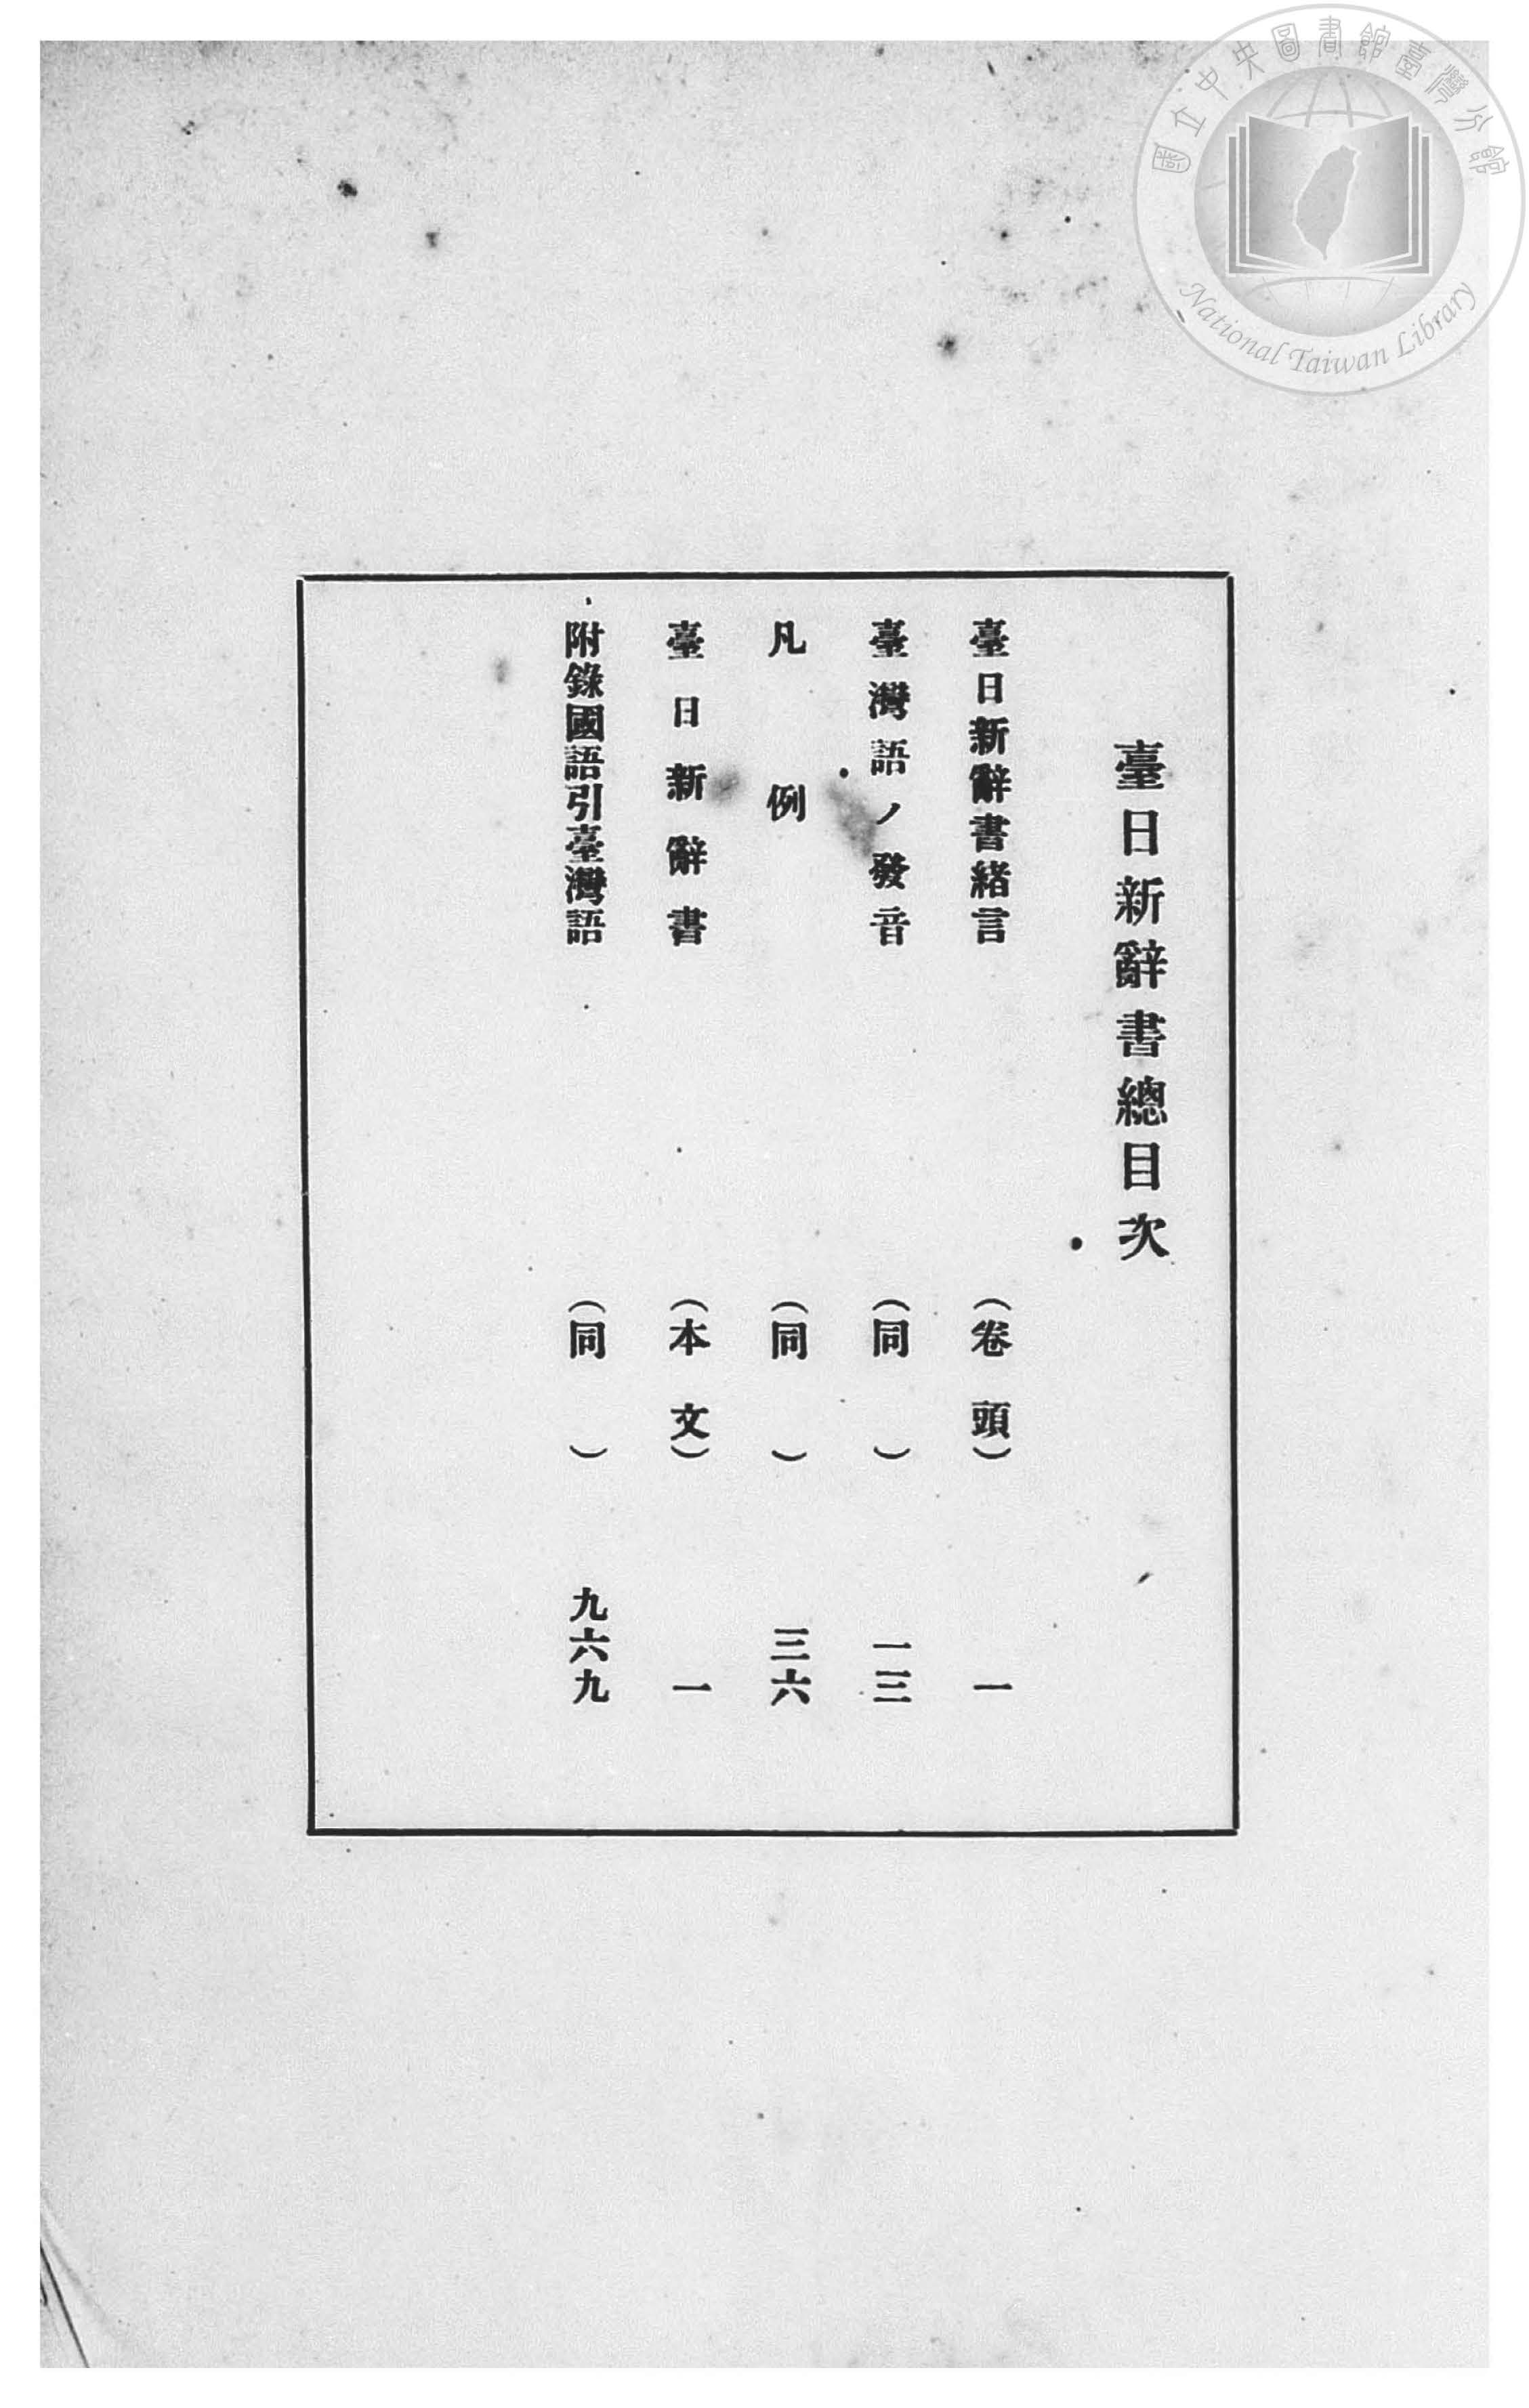 臺日新辭書總目次
臺日新辭書緖言（卷頭）一
臺灣語ノ發音（同）一三
凡例（同）三六
臺日新辭書（本文）一
附錄國語引臺灣語（同）九六九
國立中央圖書館臺灣分館
National Taiwan Library